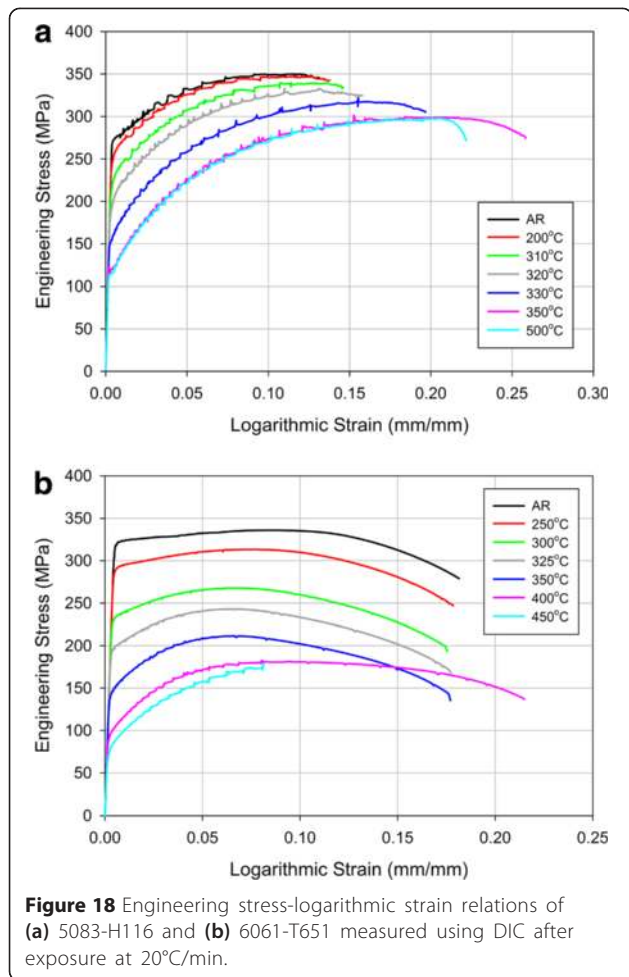 a
400
350
300
250
200
150
100
50
0
Engineering Stress (MPa)
AR
200°C
310°C
320°C
330°C
350°C
500°C
0.00 0.05 0.10 0.15 0.20 0.25 0.30
Logarithmic Strain (mm/mm)
b
400
350
300
250
200
150
100
50
0
Engineering Stress (MPa)
AR
250°C
300°C
325°C
350°C
400°C
450°C
0.00 0.05 0.10 0.15 0.20 0.25
Logarithmic Strain (mm/mm)
Figure 18 Engineering stress-logarithmic strain relations of
(a) 5083-H116 and (b) 6061-T651 measured using DIC after
exposure at 20°C/min.